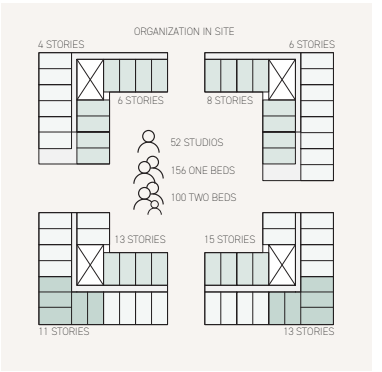 ORGANIZATION IN SITE
4 STORIES
6 STORIES
6 STORIES
8 STORIES
52 STUDIOS
156 ONE BEDS
100 TWO BEDS
13 STORIES
15 STORIES
11 STORIES
13 STORIES